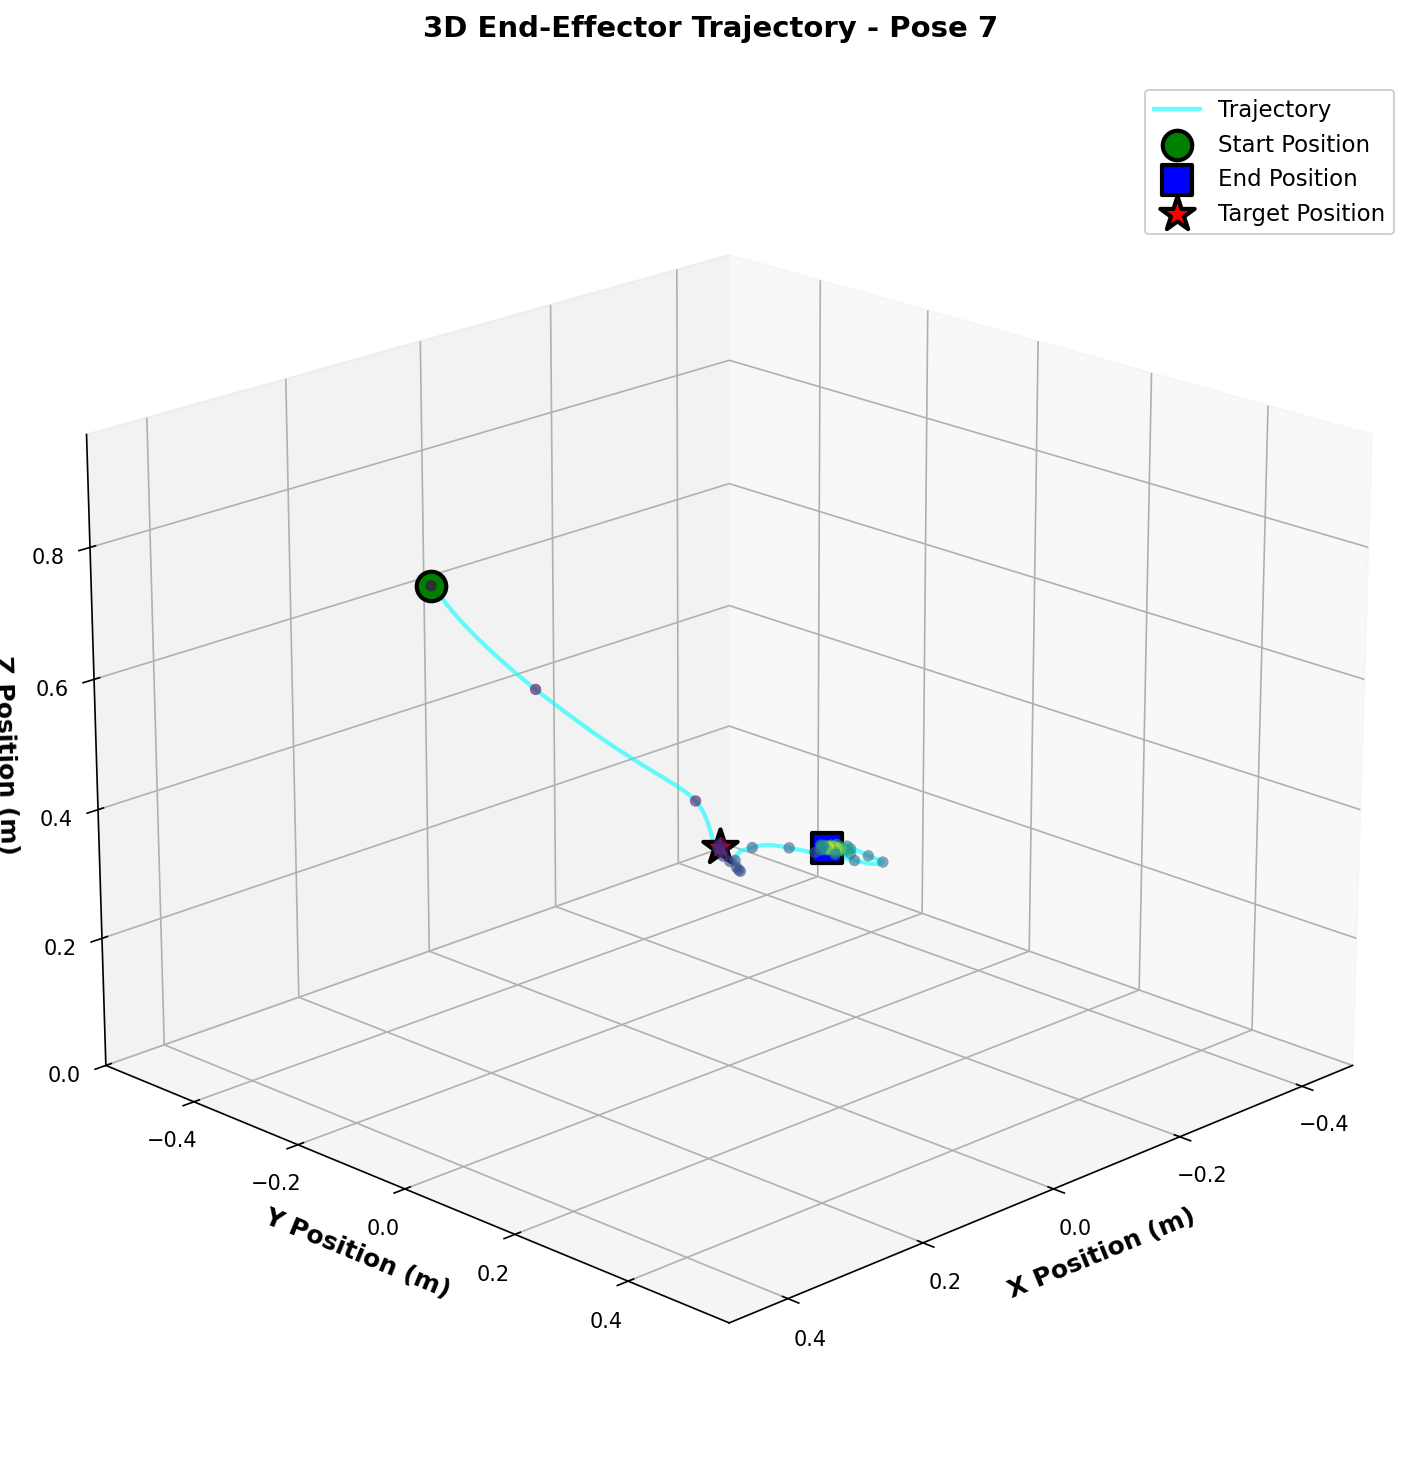 3D End-Effector Trajectory - Pose 7
Trajectory
Start Position
End Position
Target Position
0.8
0.6
0.4
0.2
0.0
Z Position (m)
−0.4
−0.2
0.0
0.2
0.4
Y Position (m)
−0.4
−0.2
0.0
0.2
0.4
X Position (m)